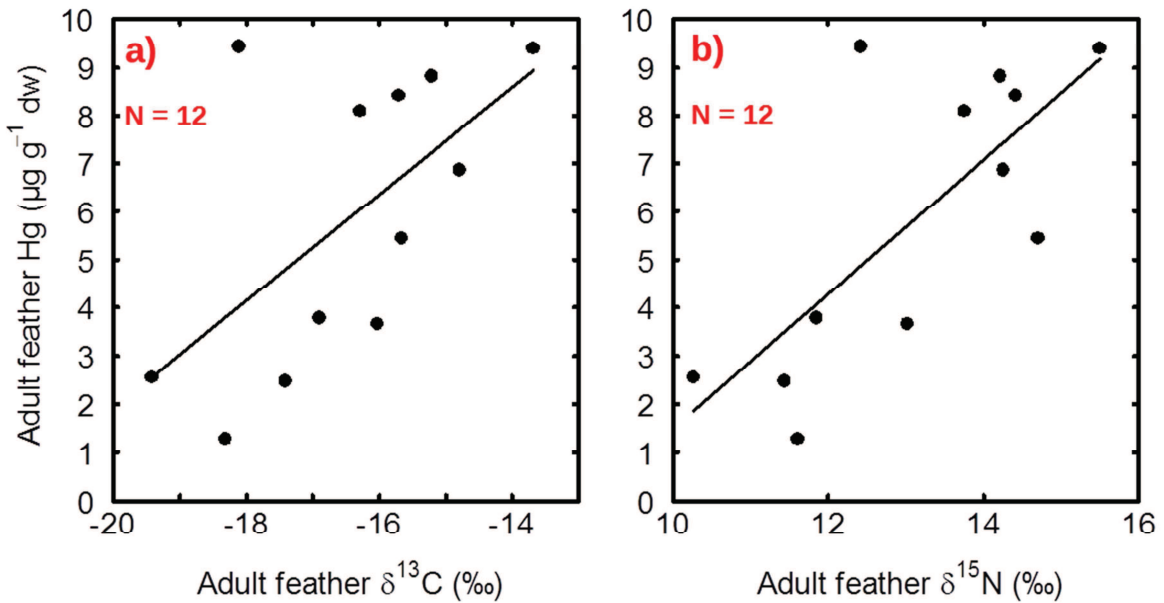 Adult feather Hg (µg g⁻¹ dw)
10
9
8
7
6
5
4
3
2
1
0
a)
N = 12
-20 -18 -16 -14
Adult feather δ¹³C (‰)
10
9
8
7
6
5
4
3
2
1
0
b)
N = 12
10 12 14 16
Adult feather δ¹⁵N (‰)